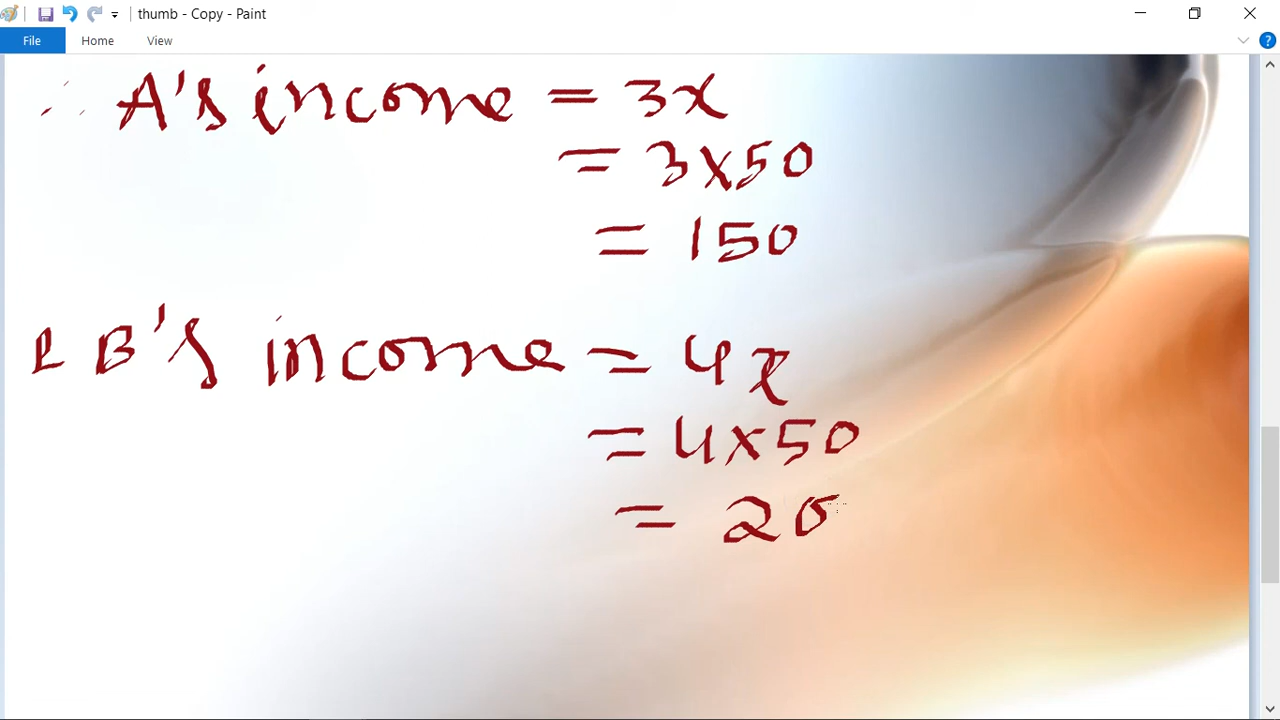 thumb - Copy - Paint
File Home View
∴ A's income = 3x
= 3x50
= 150
& B's income = 4x
= 4x50
= 20